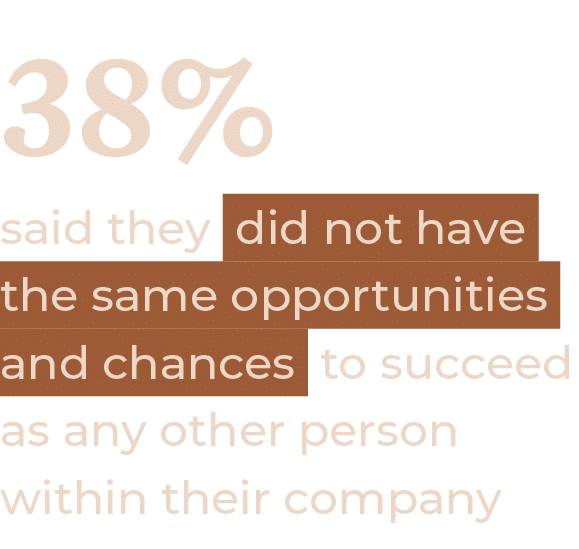 38%
said they did not have
the same opportunities
and chances to succeed
as any other person
within their company